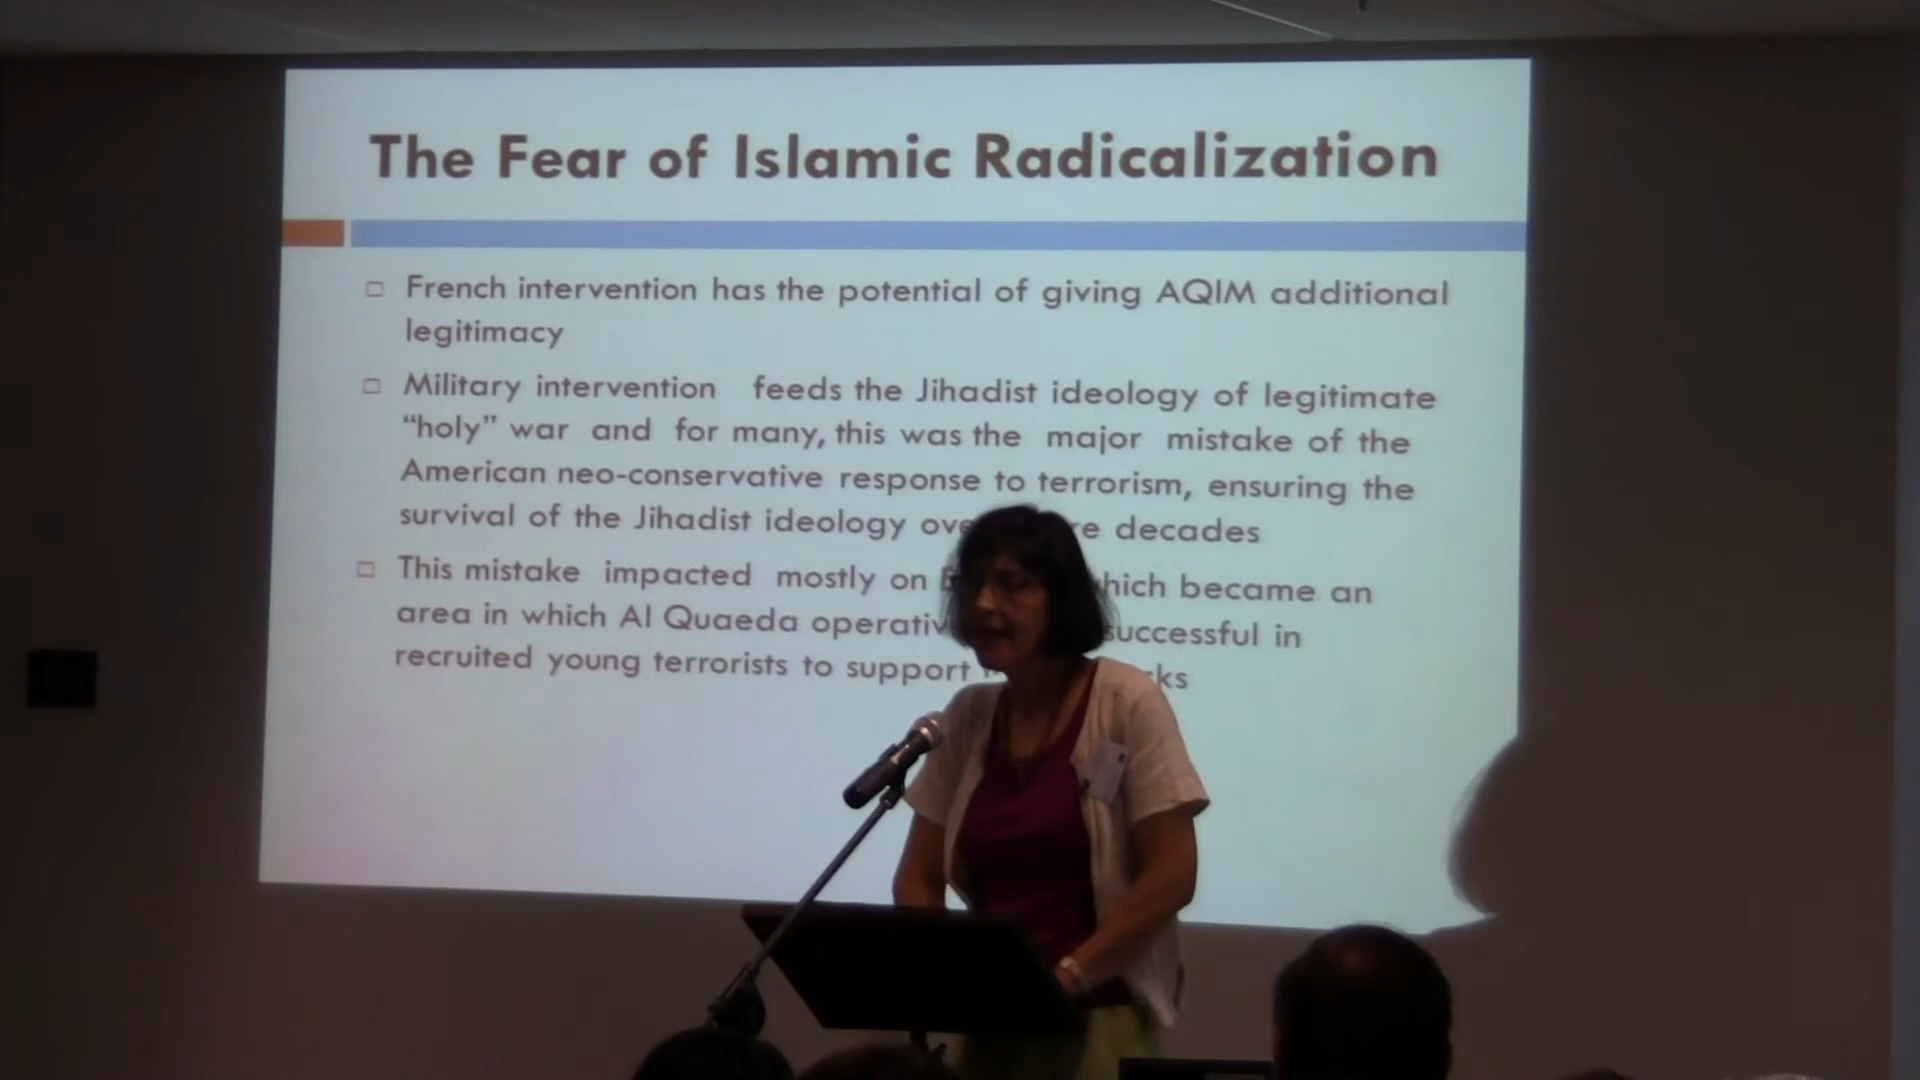 The Fear of Islamic Radicalization
□ French intervention has the potential of giving AQIM additional
legitimacy
□ Military intervention feeds the Jihadist ideology of legitimate
“holy” war and for many, this was the major mistake of the
American neo-conservative response to terrorism, ensuring the
survival of the Jihadist ideology decades
□ This mistake impacted mostly on became an
area in which Al Quaeda successful in
recruited young terrorists to support